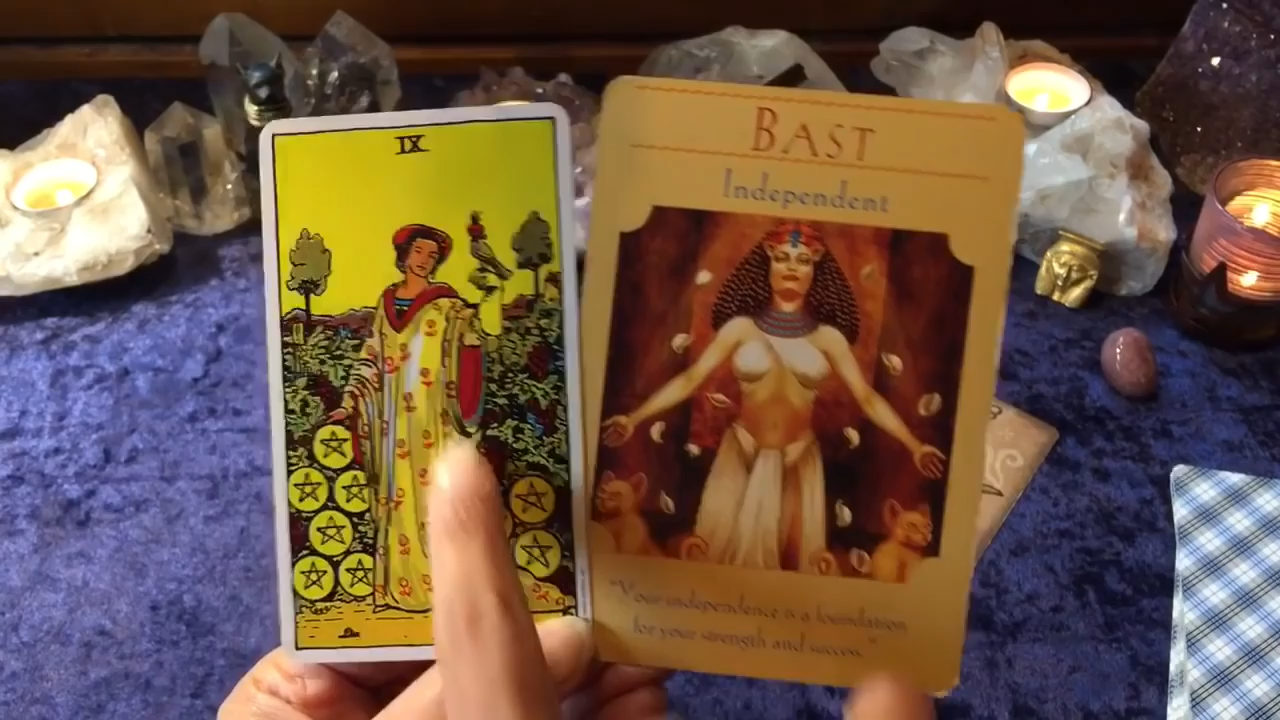 IX
BAST
Independent
"Your independence is a foundation
for your strength and success."